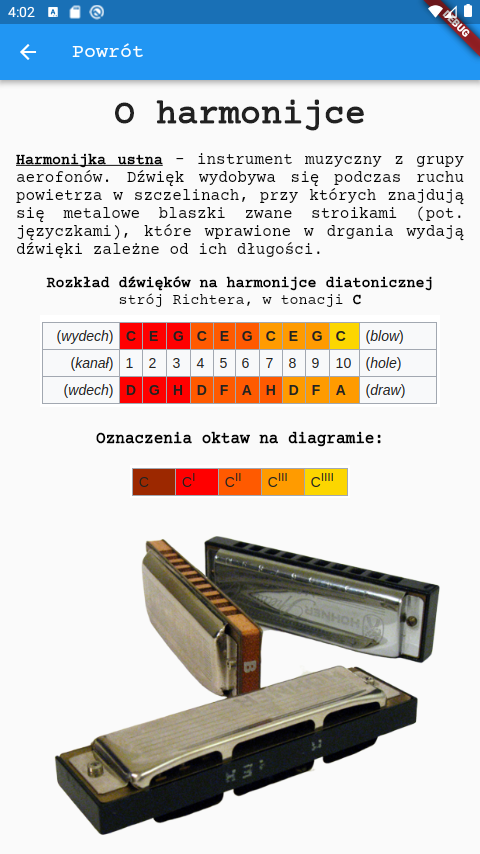 4:02
DEBUG
Powrót
O harmonijce
Harmonijka ustna - instrument muzyczny z grupy
aerofonów. Dźwięk wydobywa się podczas ruchu
powietrza w szczelinach, przy których znajdują
się metalowe blaszki zwane stroikami (pot.
języczkami), które wprawione w drgania wydają
dźwięki zależne od ich długości.
Rozkład dźwięków na harmonijce diatonicznej
strój Richtera, w tonacji C
(wydech) C E G C E G C E G C (blow)
(kanał) 1 2 3 4 5 6 7 8 9 10 (hole)
(wdech) D G H D F A H D F A (draw)
Oznaczenia oktaw na diagramie:
C C^I C^II C^III C^IIII
HOHNER